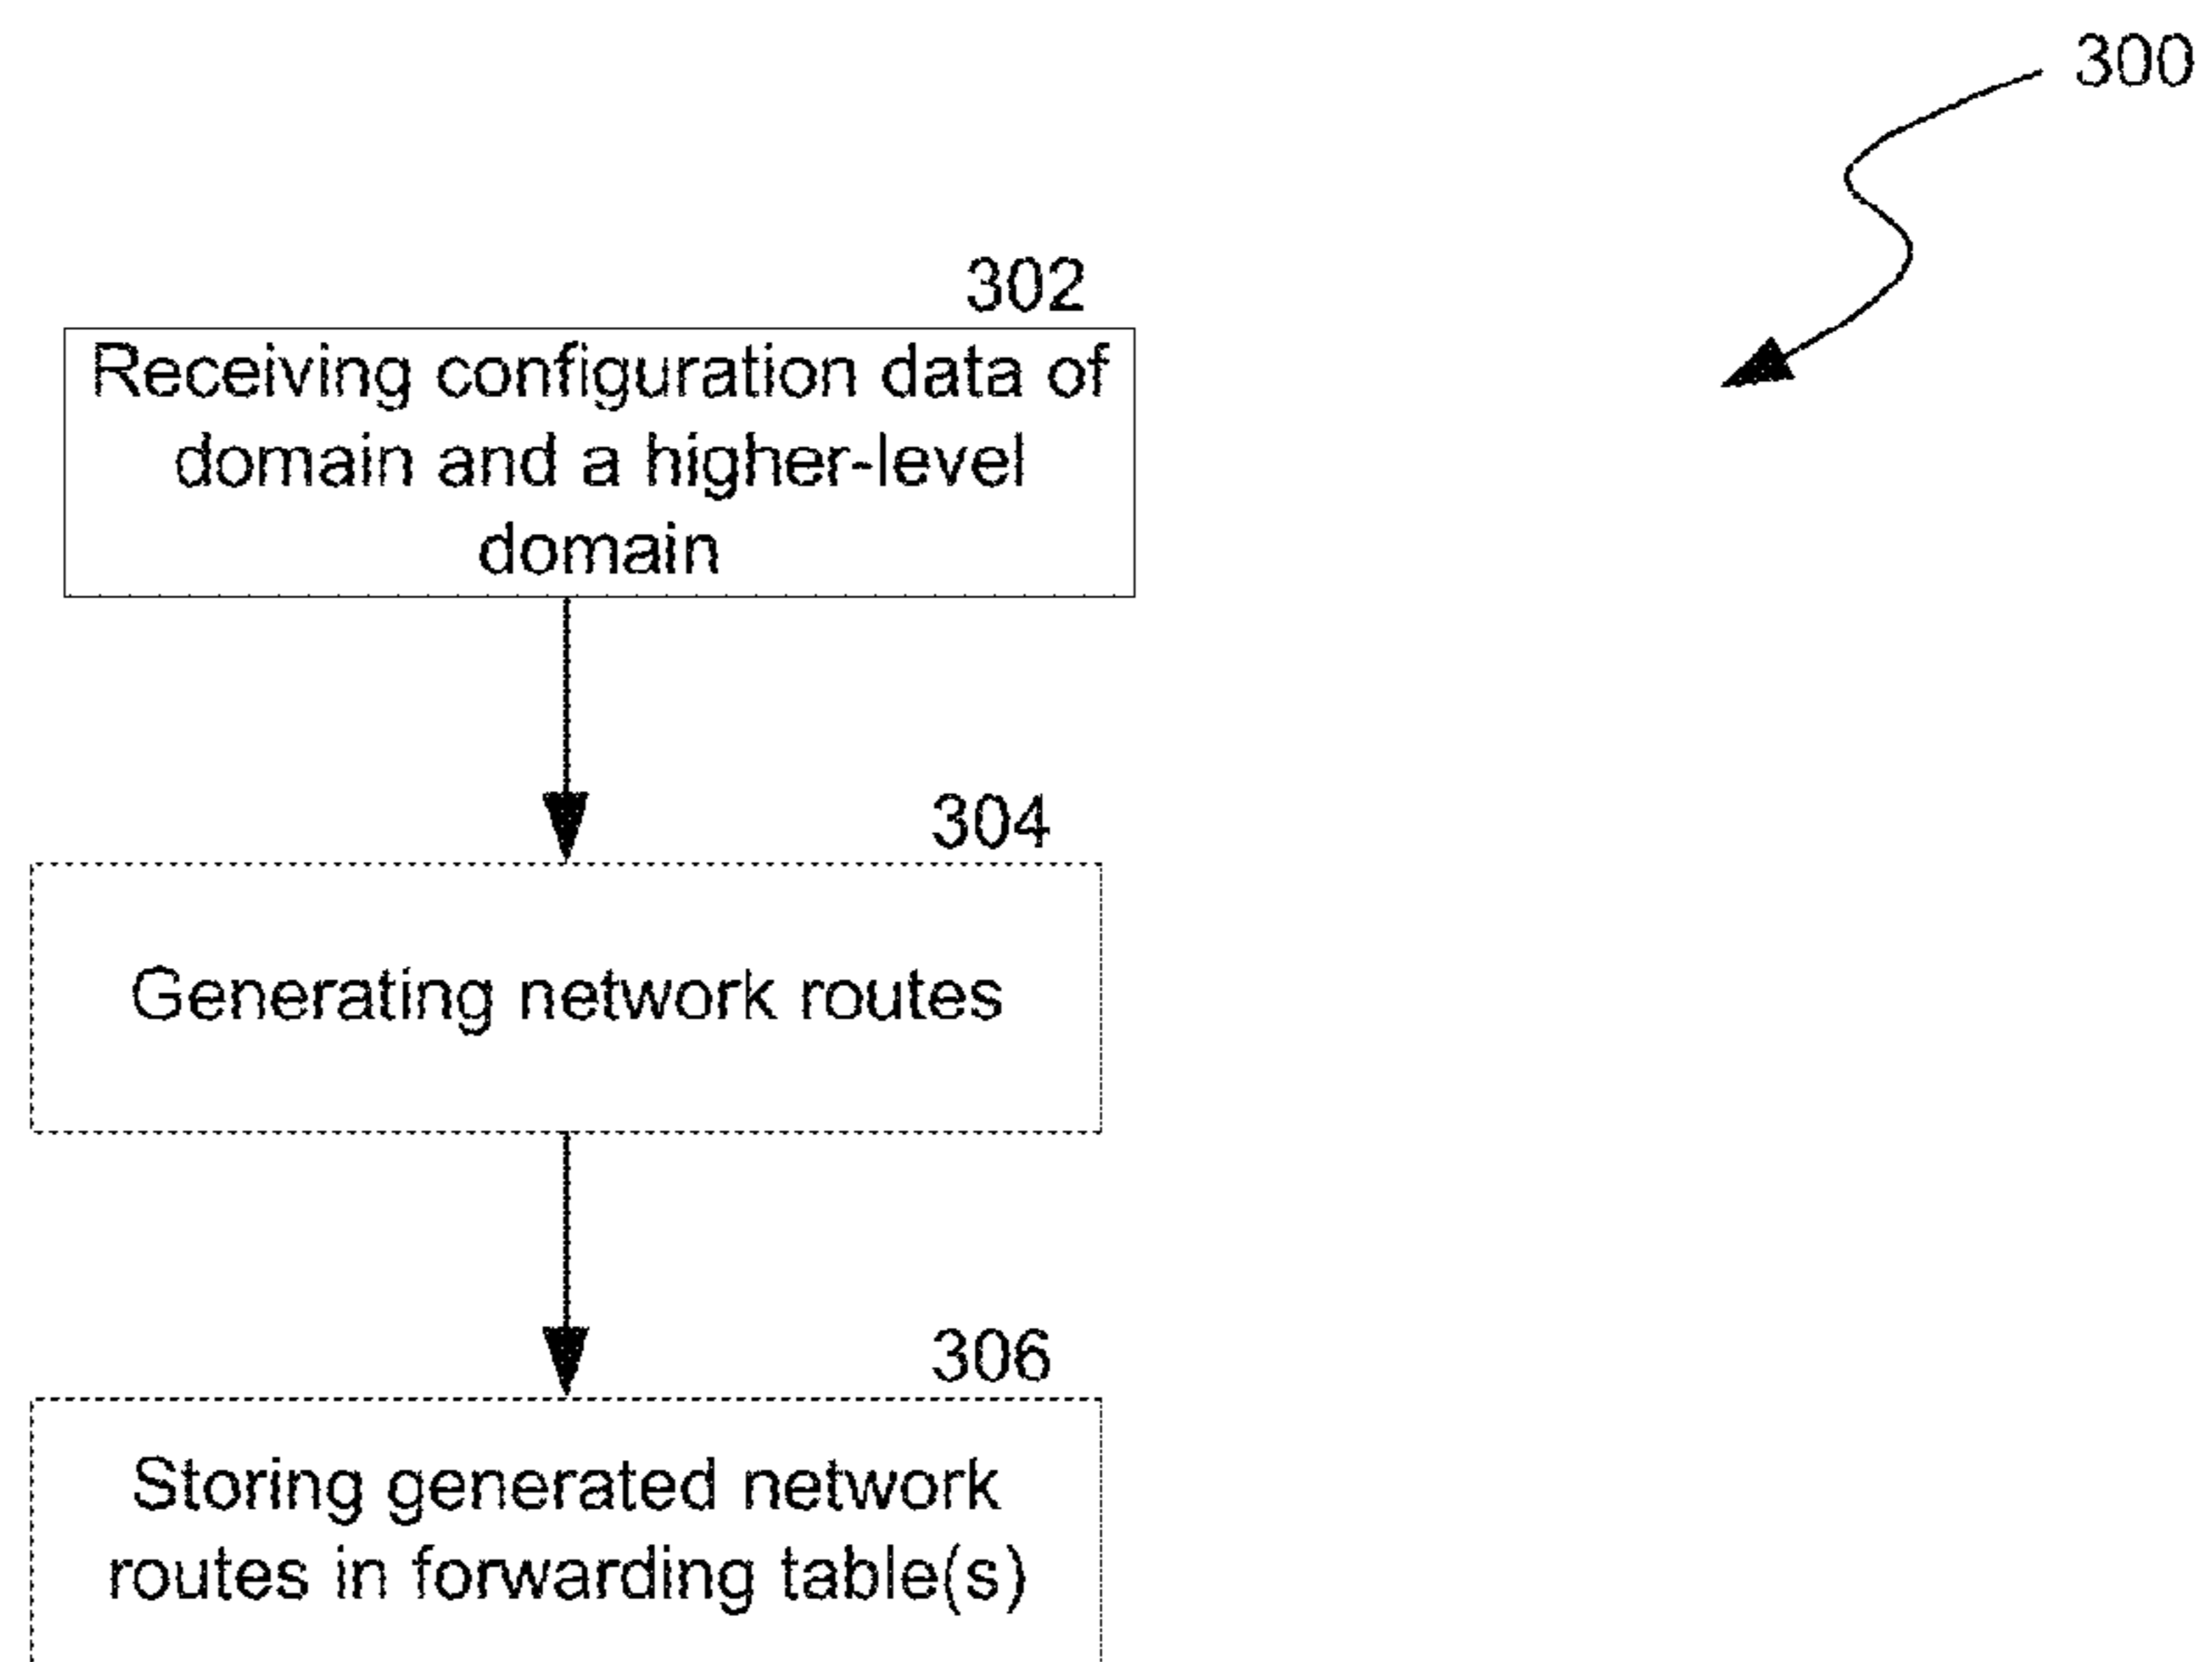 300
302
Receiving configuration data of
domain and a higher-level
domain
304
Generating network routes
306
Storing generated network
routes in forwarding table(s)